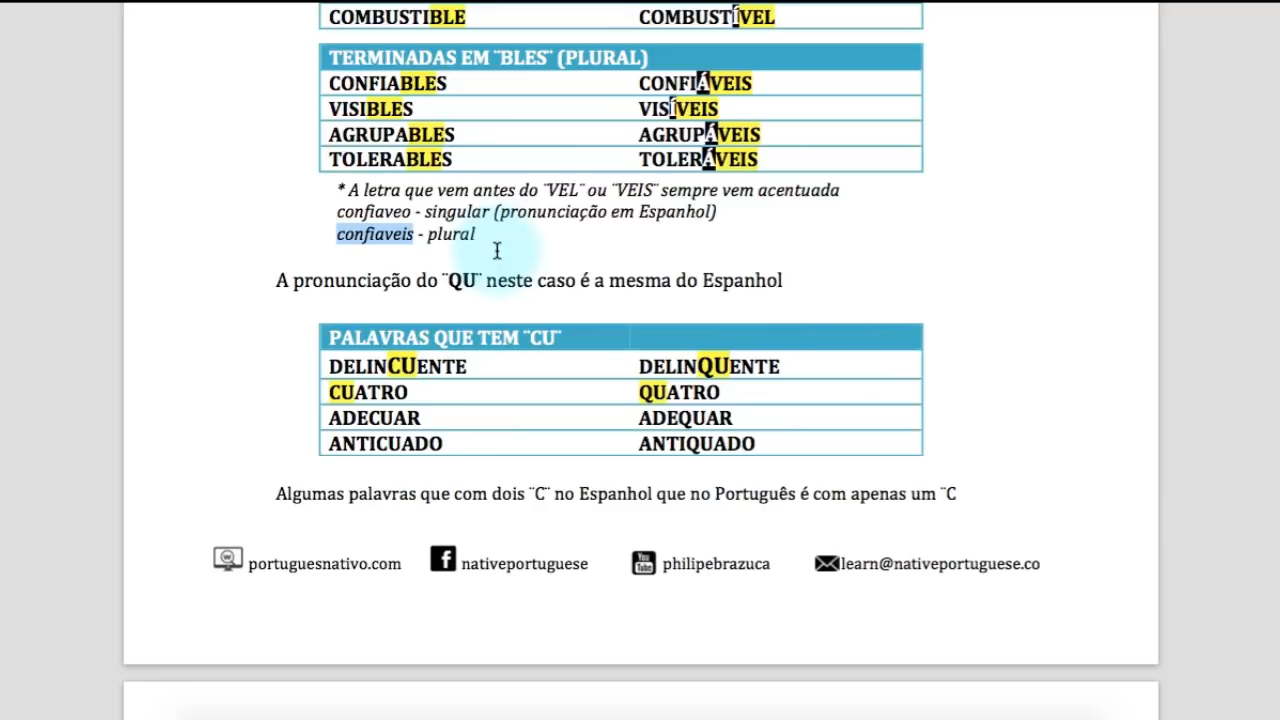 COMBUSTIBLE COMBUSTÍVEL
TERMINADAS EM ¨BLES¨ (PLURAL)
CONFIABLES CONFIÁVEIS
VISIBLES VISÍVEIS
AGRUPABLES AGRUPÁVEIS
TOLERABLES TOLERÁVEIS
* A letra que vem antes do ¨VEL¨ ou ¨VEIS¨ sempre vem acentuada
confiaveo - singular (pronunciação em Espanhol)
confiaveis - plural
A pronunciação do ¨QU¨ neste caso é a mesma do Espanhol
PALAVRAS QUE TEM ¨CU¨
DELINCUENTE DELINQUENTE
CUATRO QUATRO
ADECUAR ADEQUAR
ANTICUADO ANTIQUADO
Algumas palavras que com dois ¨C¨ no Espanhol que no Português é com apenas um ¨C
portuguesnativo.com f nativeportuguese You Tube philipebrazuca learn@nativeportuguese.co